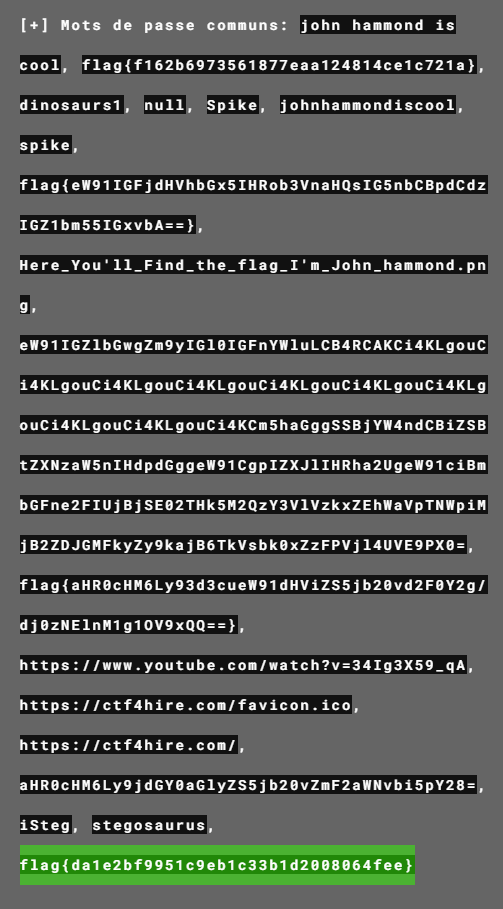 [+] Mots de passe communs: john hammond is
cool, flag{f162b6973561877eaa124814ce1c721a},
dinosaurs1, null, Spike, johnhammondiscool,
spike,
flag{eW91IGFjdHVhbGx5IHRob3VnaHQsIG5nbCBpdCdz
IGZ1bm55IGxvbA==},
Here_You'll_Find_the_flag_I'm_John_hammond.pn
g,
eW91IGZlbGwgZm9yIGl0IGFnYWluLCB4RCAKCi4KLgouC
i4KLgouCi4KLgouCi4KLgouCi4KLgouCi4KLgouCi4KLg
ouCi4KLgouCi4KLgouCi4KCm5haGggSSBjYW4ndCBiZSB
tZXNzaW5nIHdpdGggeW91CgpIZXJlIHRha2UgeW91ciBm
bGFne2FIUjBjSE02THk5M2QzY3VlVzkxZEhWaVpTNWpiM
jB2ZDJGMFkyZy9kajB6TkVsbk0xZzFPVjl4UVE9PX0=,
flag{aHR0cHM6Ly93d3cueW91dHViZS5jb20vd2F0Y2g/
dj0zNElnM1g1OV9xQQ==},
https://www.youtube.com/watch?v=34Ig3X59_qA,
https://ctf4hire.com/favicon.ico,
https://ctf4hire.com/,
aHR0cHM6Ly9jdGY0aGlyZS5jb20vZmF2aWNvbi5pY28=,
iSteg, stegosaurus,
flag{da1e2bf9951c9eb1c33b1d2008064fee}